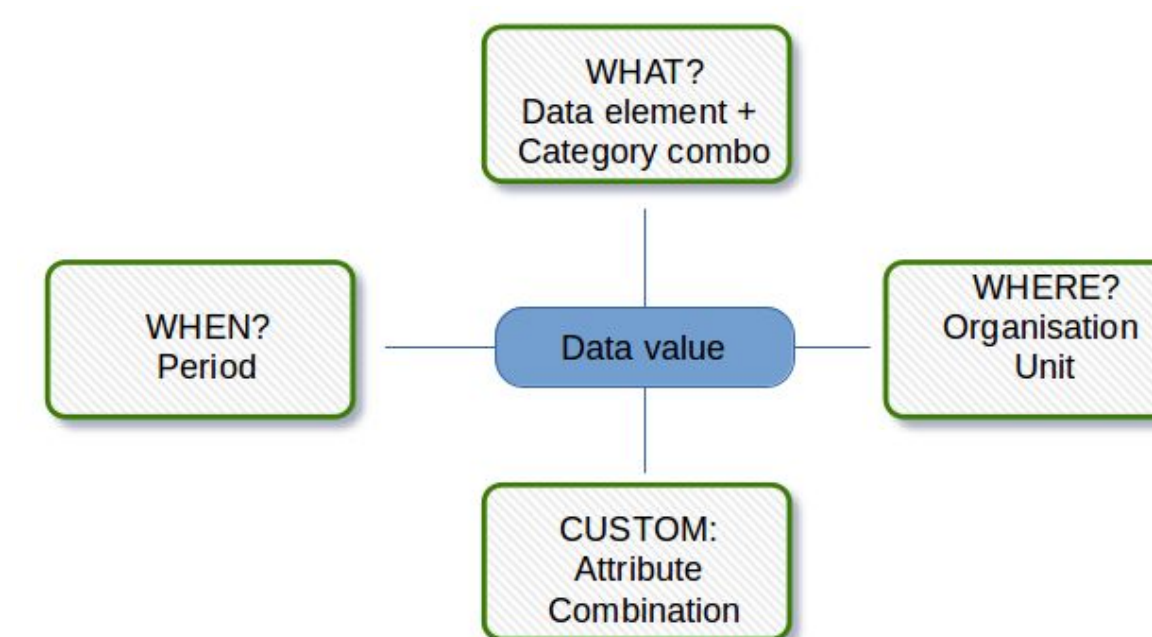 WHAT?
Data element +
Category combo
WHEN?
Period
Data value
WHERE?
Organisation
Unit
CUSTOM:
Attribute
Combination